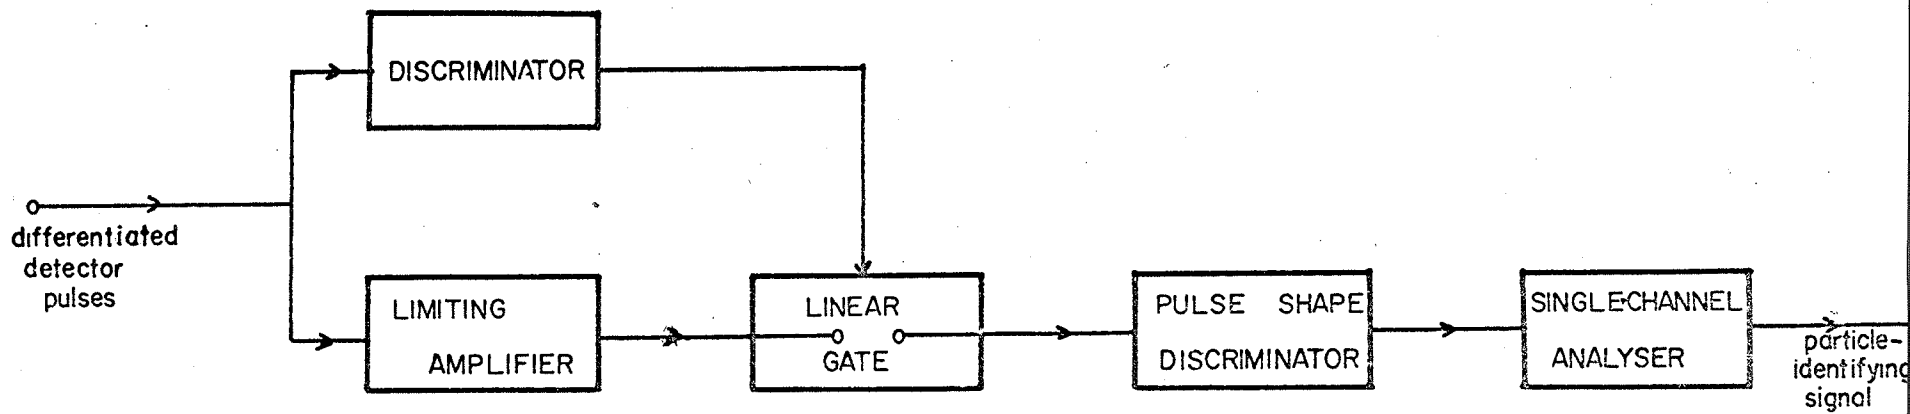 DISCRIMINATOR
differentiated
detector
pulses
LIMITING
AMPLIFIER
LINEAR
GATE
PULSE SHAPE
DISCRIMINATOR
SINGLE-CHANNEL
ANALYSER
particle-
identifying
signal